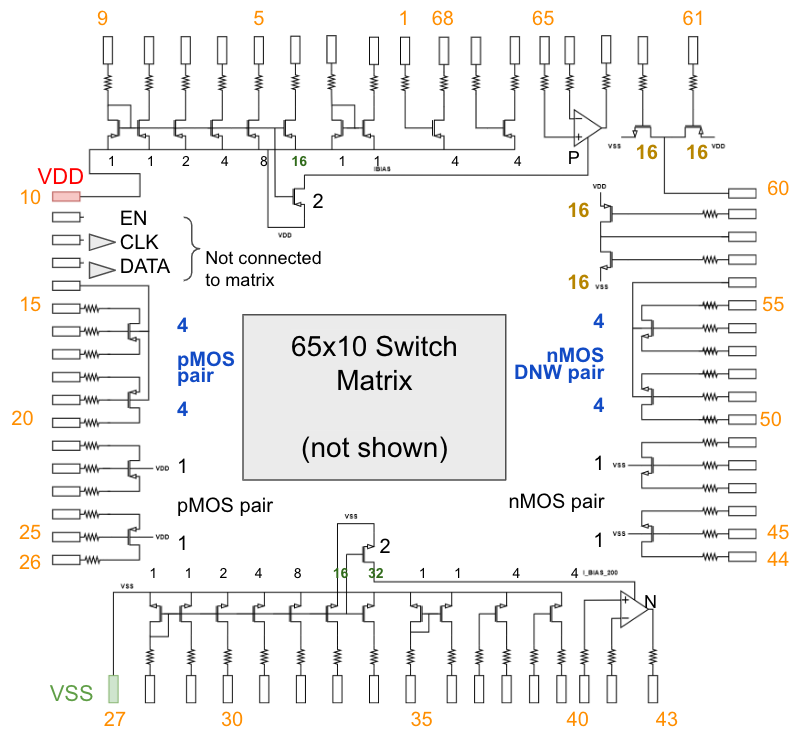 9 5 1 68 65 61
P
VSS 16 16 VDD
1 1 2 4 8 16 1 1 4 4
IBIAS
VDD
10
2
VDD
60
VDD
16
16
VSS
EN
CLK
DATA
Not connected
to matrix
15
4
pMOS
pair
4
20
65x10 Switch
Matrix
(not shown)
55
4
nMOS
DNW pair
4
50
1
VDD
pMOS pair
1
VDD
25
26
1
VSS
nMOS pair
1
VSS
45
44
VSS
2
1 1 2 4 8 16 32 1 1 4 4
I_BIAS_200
VSS
N
+
-
+
VSS
27 30 35 40 43